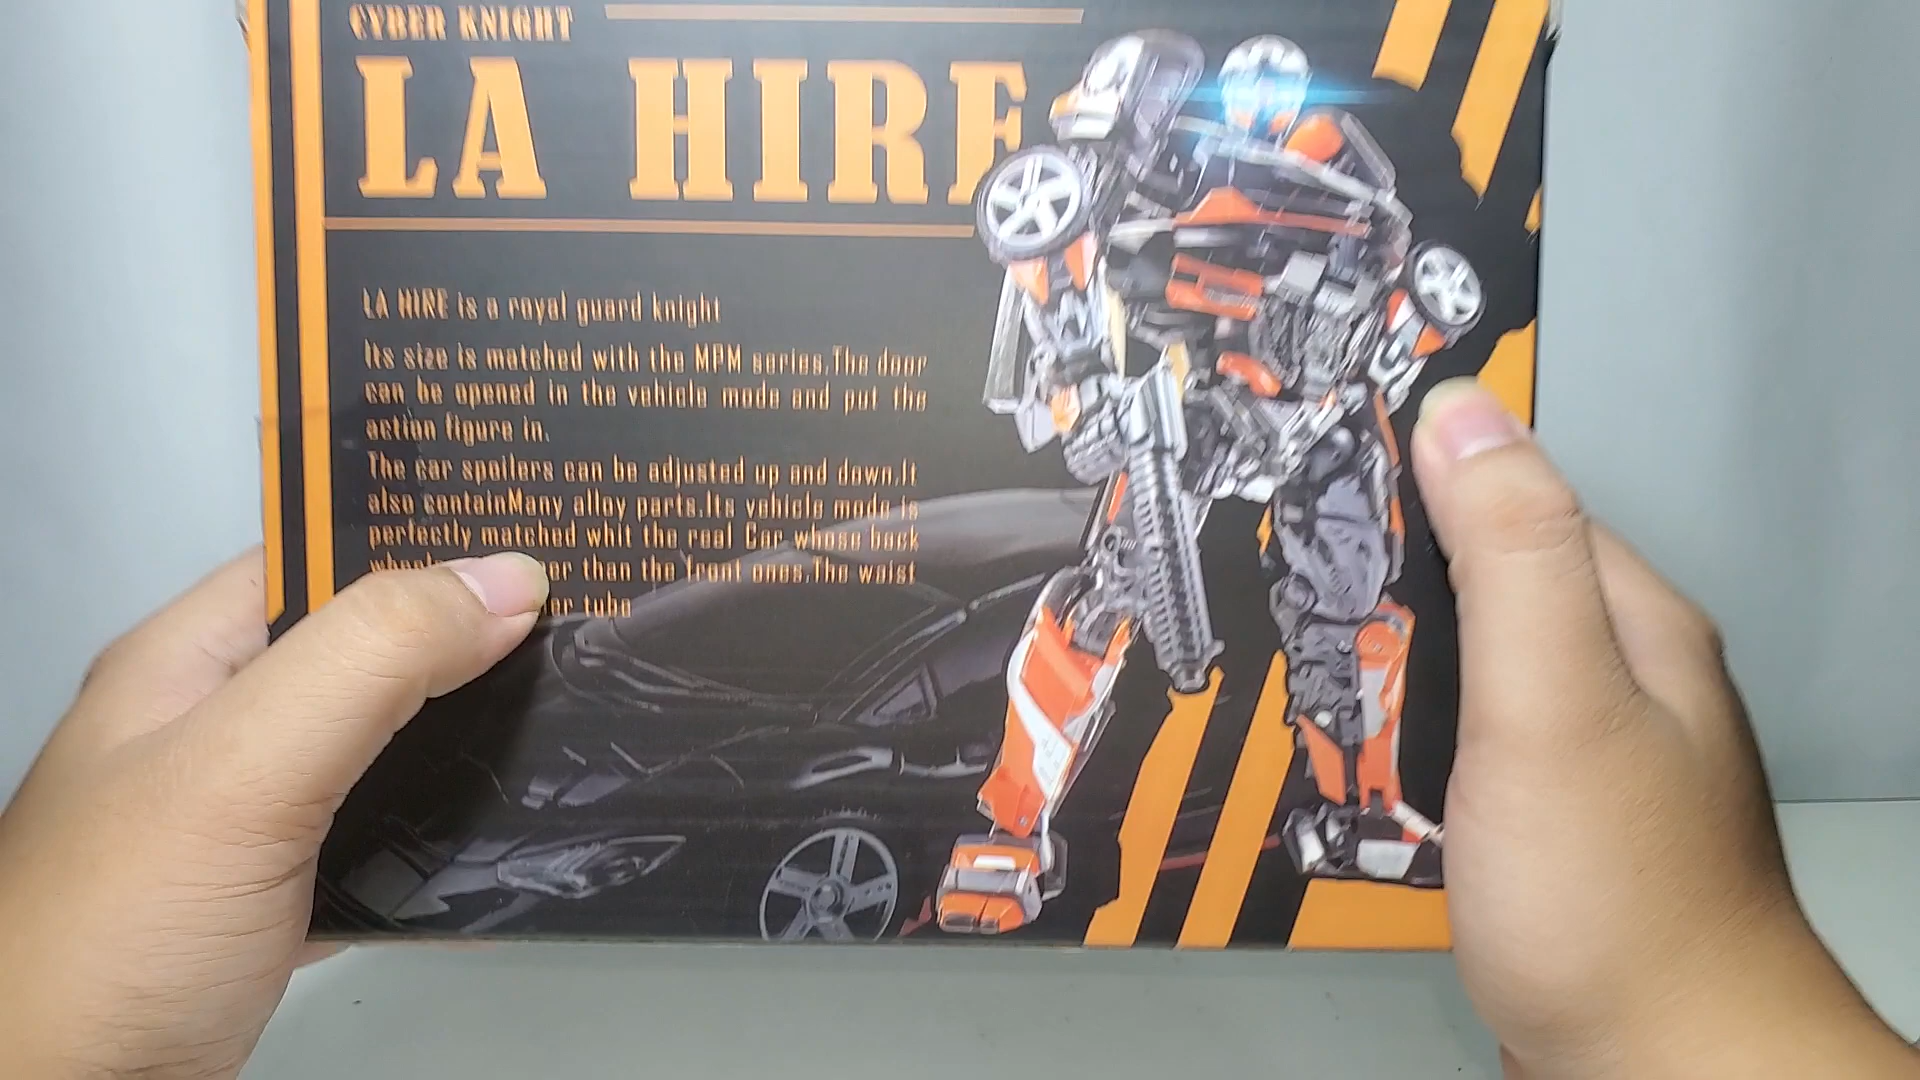 CYBER KNIGHT
LA HIRE
LA HIRE is a royal guard knight
Its size is matched with the MPM series.The door
can be opened in the vehicle mode and put the
action figure in.
The car spoilers can be adjusted up and down.It
also containMany alloy parts.Its vehicle mode is
perfectly matched whit the real Car whose back
than the front ones.The waist
tube